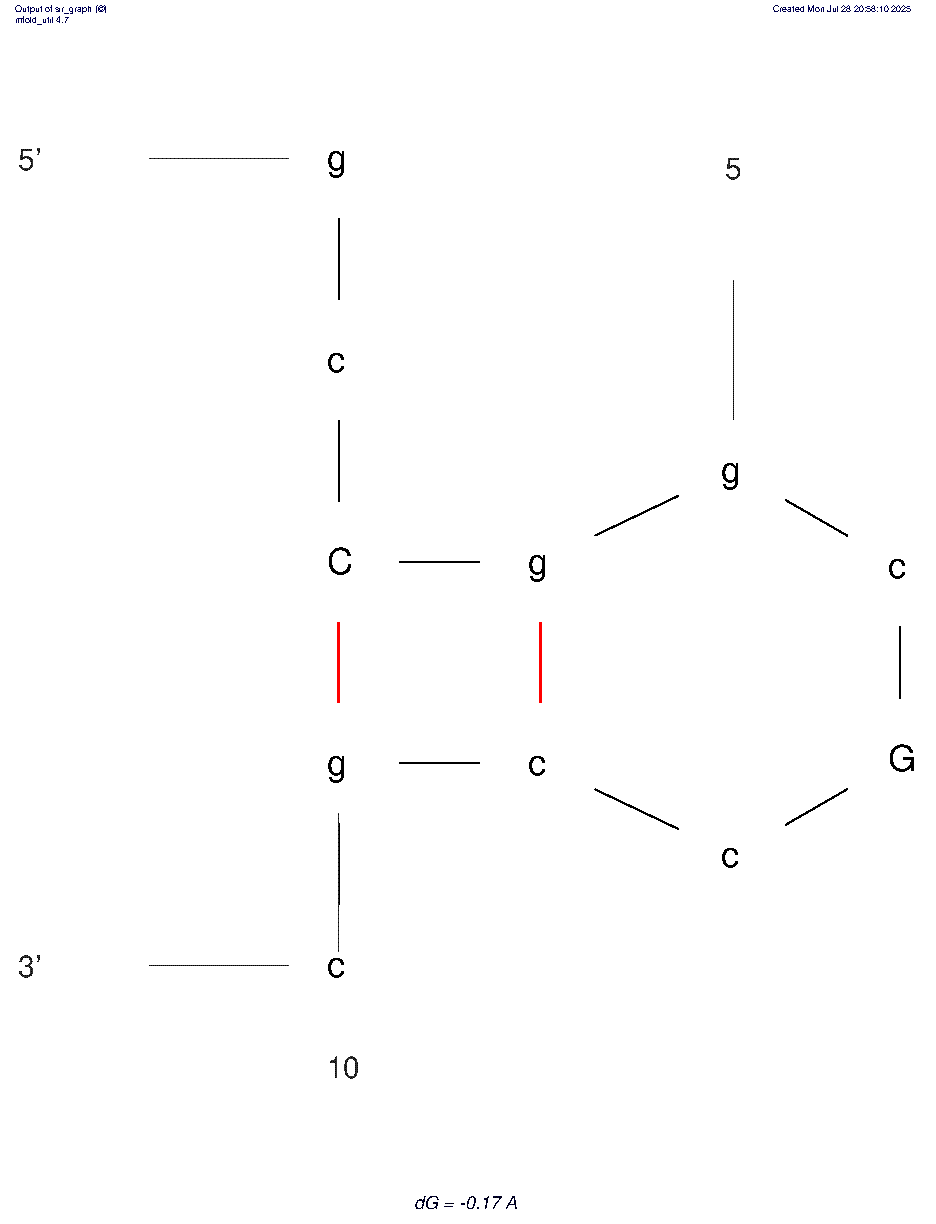 Output of sir_graph (©)
mfold_util 4.7
Created Mon Jul 28 20:58:10 2025
5' g
5
c
g
C g
c
g c
G
c
3' c
10
dG = -0.17 A